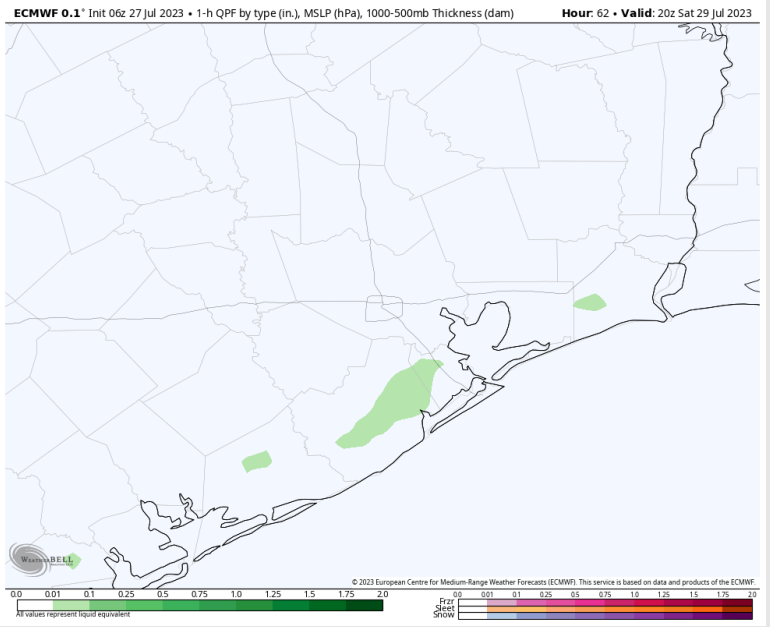 ECMWF 0.1° Init 06z 27 Jul 2023 • 1-h QPF by type (in.), MSLP (hPa), 1000-500mb Thickness (dam) Hour: 62 • Valid: 20z Sat 29 Jul 2023
WeatherBELL
© 2023 European Centre for Medium-Range Weather Forecasts (ECMWF). This service is based on data and products of the ECMWF.
0.0 0.01 0.1 0.25 0.5 0.75 1.0 1.25 1.5 1.75 2.0
All values represent liquid equivalent
0.0 0.01 0.1 0.25 0.5 0.75 1.0 1.25 1.5 1.75 2.0
Frzr
Sleet
Snow